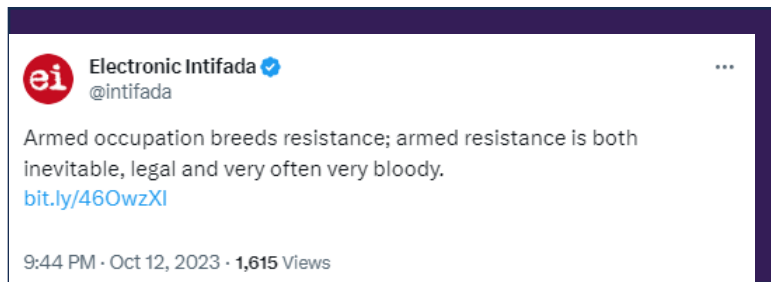 ei
Electronic Intifada
@intifada
Armed occupation breeds resistance; armed resistance is both
inevitable, legal and very often very bloody.
bit.ly/46OwzXI
9:44 PM · Oct 12, 2023 · 1,615 Views